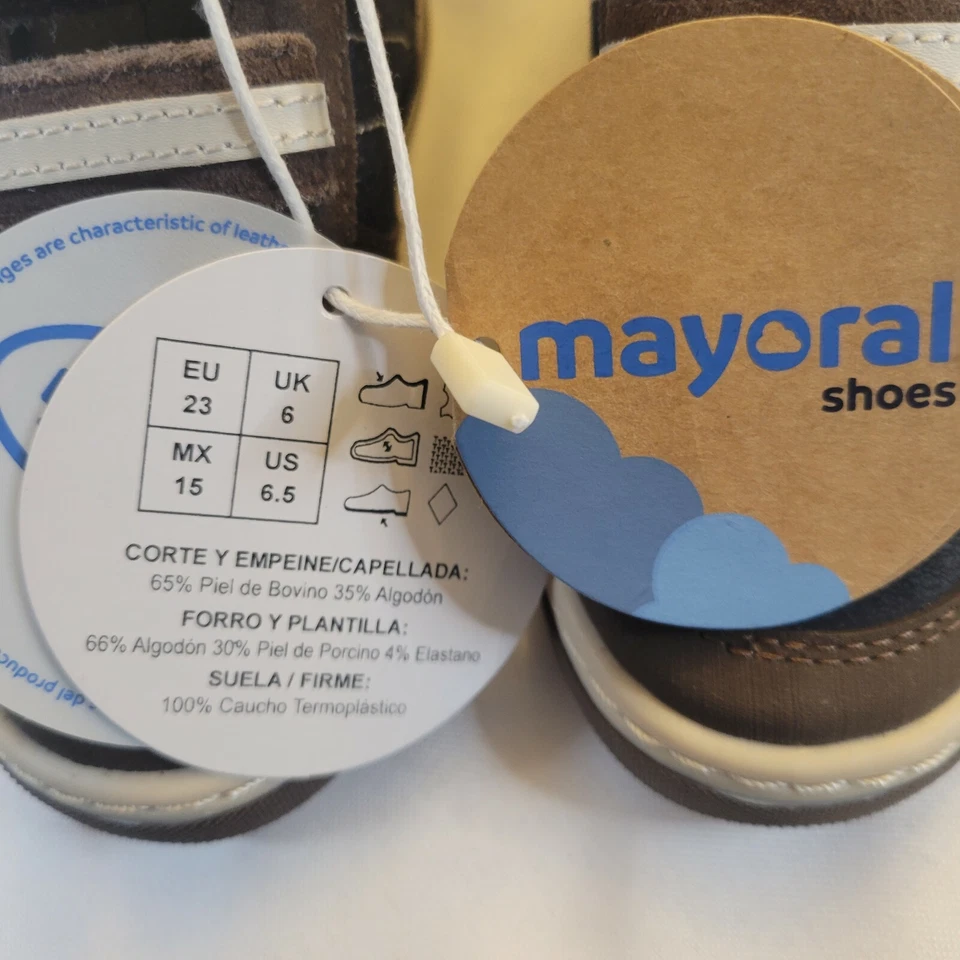 ges are characteristic of leath
EU
23
UK
6
MX
15
US
6.5
CORTE Y EMPEINE/CAPELLADA:
65% Piel de Bovino 35% Algodón
FORRO Y PLANTILLA:
66% Algodón 30% Piel de Porcino 4% Elastano
SUELA / FIRME:
100% Caucho Termoplástico
mayoral
shoes
del produc